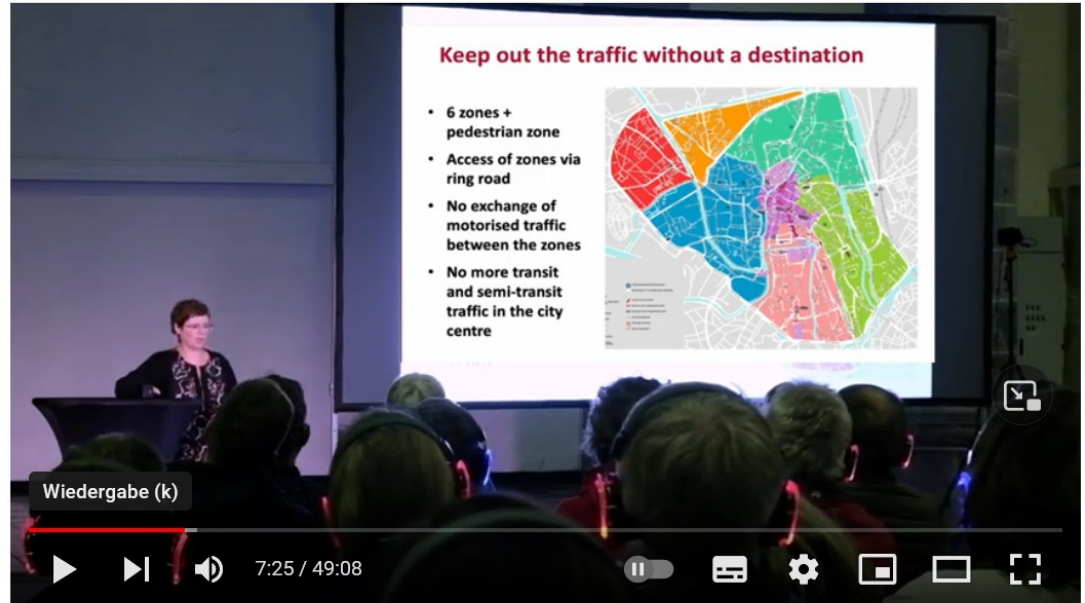 Keep out the traffic without a destination
• 6 zones +
pedestrian zone
• Access of zones via
ring road
• No exchange of
motorised traffic
between the zones
• No more transit
and semi-transit
traffic in the city
centre
Wiedergabe (k)
7:25 / 49:08